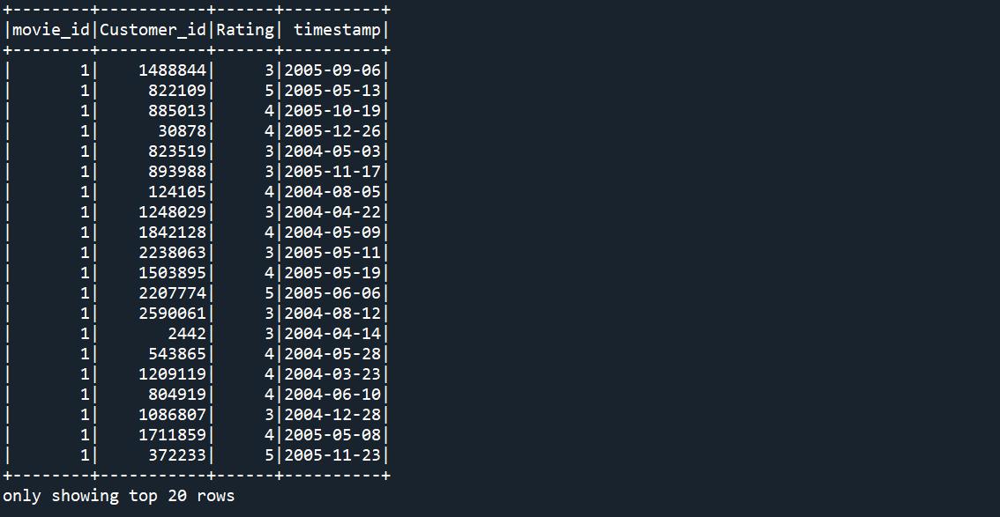 +--------+-----------+------+----------+
|movie_id|Customer_id|Rating| timestamp|
+--------+-----------+------+----------+
|       1|    1488844|     3|2005-09-06|
|       1|     822109|     5|2005-05-13|
|       1|     885013|     4|2005-10-19|
|       1|      30878|     4|2005-12-26|
|       1|     823519|     3|2004-05-03|
|       1|     893988|     3|2005-11-17|
|       1|     124105|     4|2004-08-05|
|       1|    1248029|     3|2004-04-22|
|       1|    1842128|     4|2004-05-09|
|       1|    2238063|     3|2005-05-11|
|       1|    1503895|     4|2005-05-19|
|       1|    2207774|     5|2005-06-06|
|       1|    2590061|     3|2004-08-12|
|       1|       2442|     3|2004-04-14|
|       1|     543865|     4|2004-05-28|
|       1|    1209119|     4|2004-03-23|
|       1|     804919|     4|2004-06-10|
|       1|    1086807|     3|2004-12-28|
|       1|    1711859|     4|2005-05-08|
|       1|     372233|     5|2005-11-23|
+--------+-----------+------+----------+
only showing top 20 rows